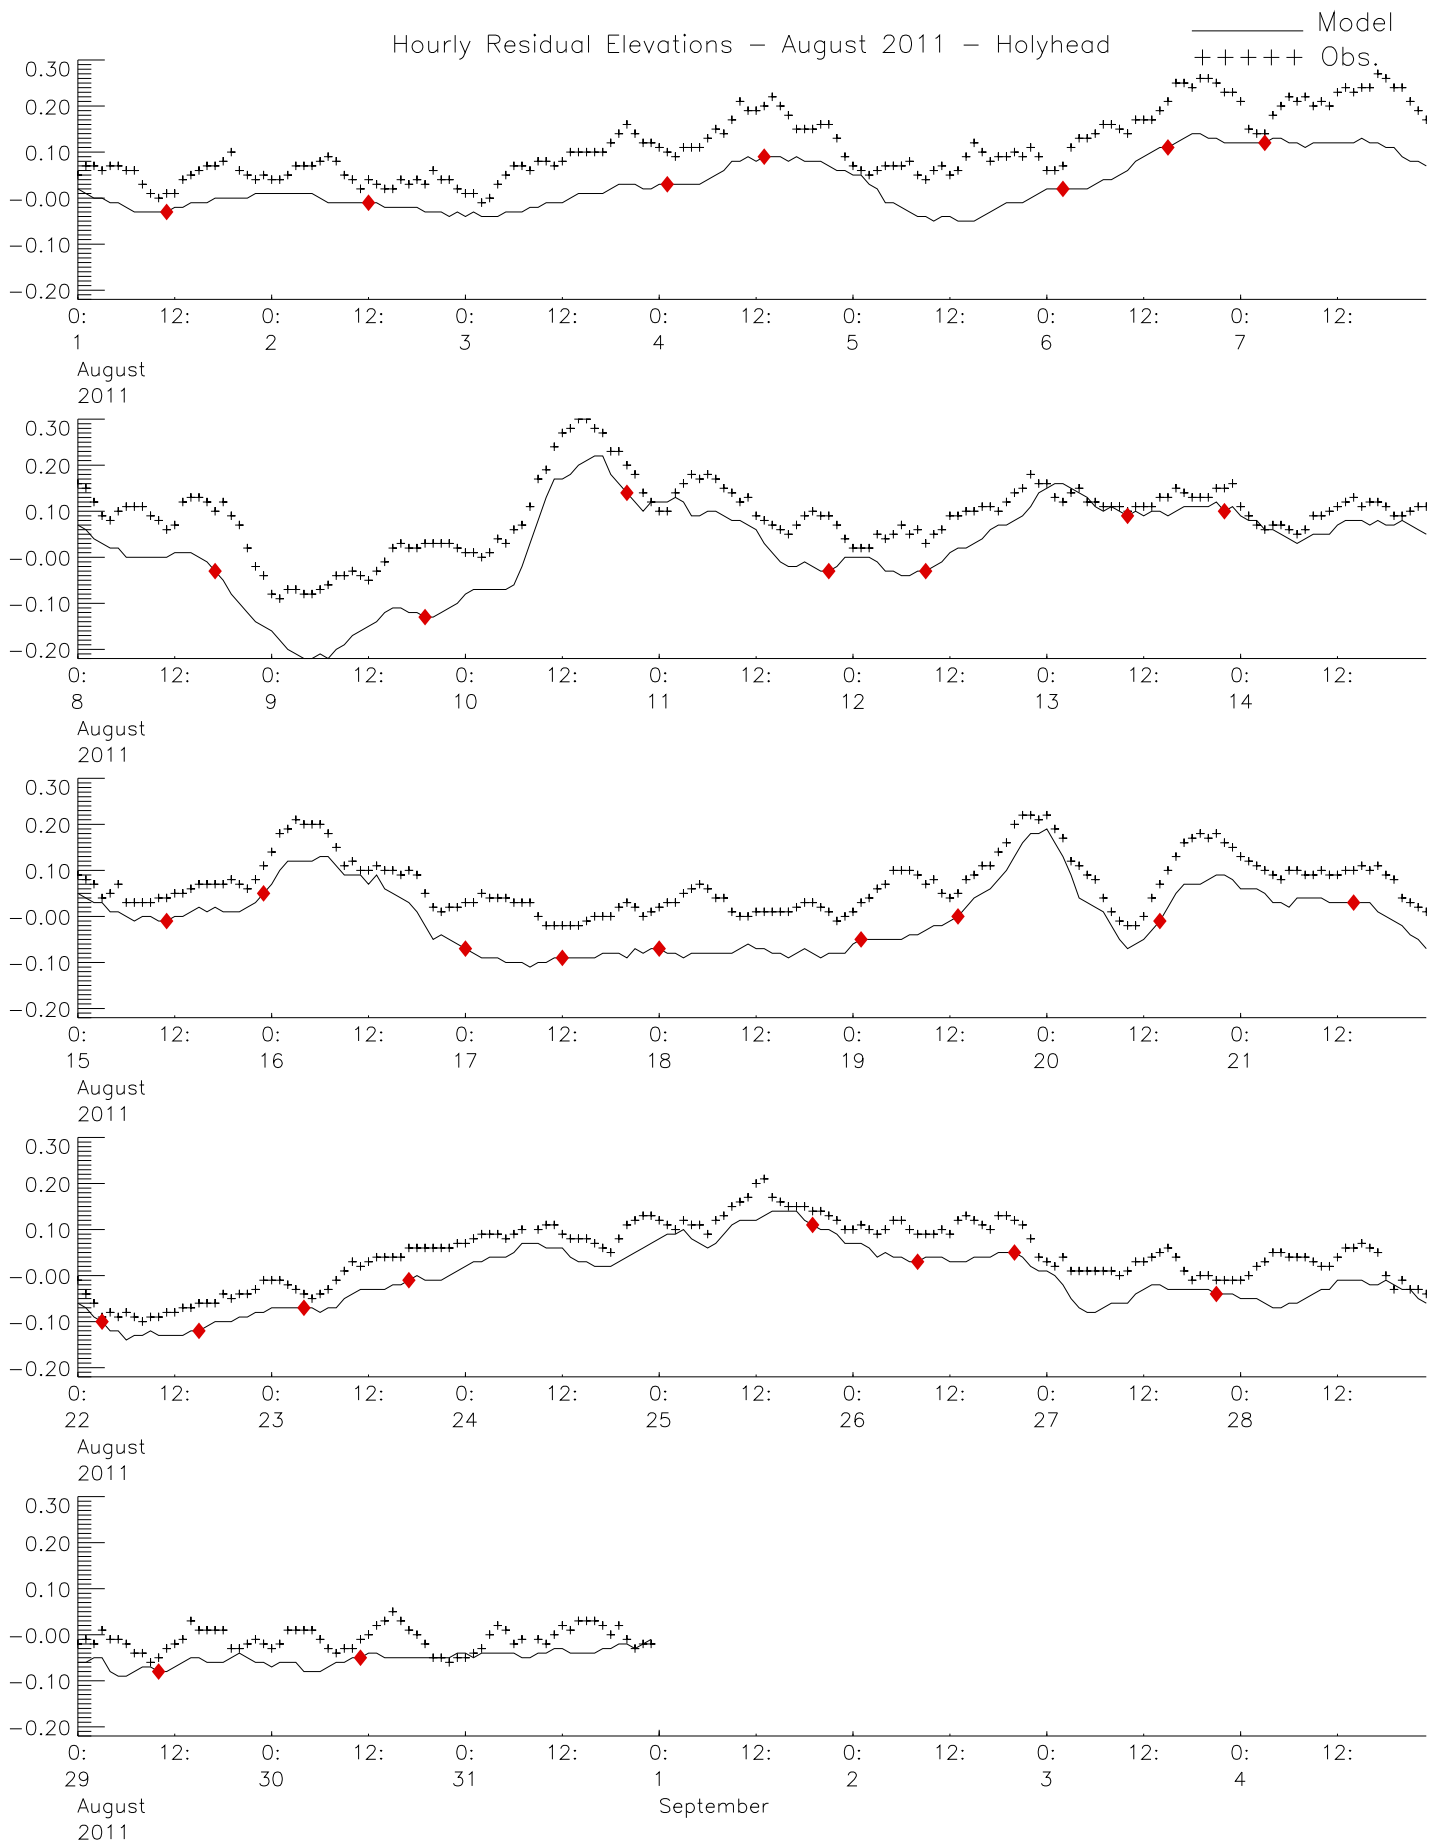 Hourly Residual Elevations – August 2011 – Holyhead
Model
+++++ Obs.
0.30
0.20
0.10
−0.00
−0.10
−0.20
0: 12: 0: 12: 0: 12: 0: 12: 0: 12: 0: 12: 0: 12:
1 2 3 4 5 6 7
August
2011
0.30
0.20
0.10
−0.00
−0.10
−0.20
0: 12: 0: 12: 0: 12: 0: 12: 0: 12: 0: 12: 0: 12:
8 9 10 11 12 13 14
August
2011
0.30
0.20
0.10
−0.00
−0.10
−0.20
0: 12: 0: 12: 0: 12: 0: 12: 0: 12: 0: 12: 0: 12:
15 16 17 18 19 20 21
August
2011
0.30
0.20
0.10
−0.00
−0.10
−0.20
0: 12: 0: 12: 0: 12: 0: 12: 0: 12: 0: 12: 0: 12:
22 23 24 25 26 27 28
August
2011
0.30
0.20
0.10
−0.00
−0.10
−0.20
0: 12: 0: 12: 0: 12: 0: 12: 0: 12: 0: 12: 0: 12:
29 30 31 1 2 3 4
August September
2011